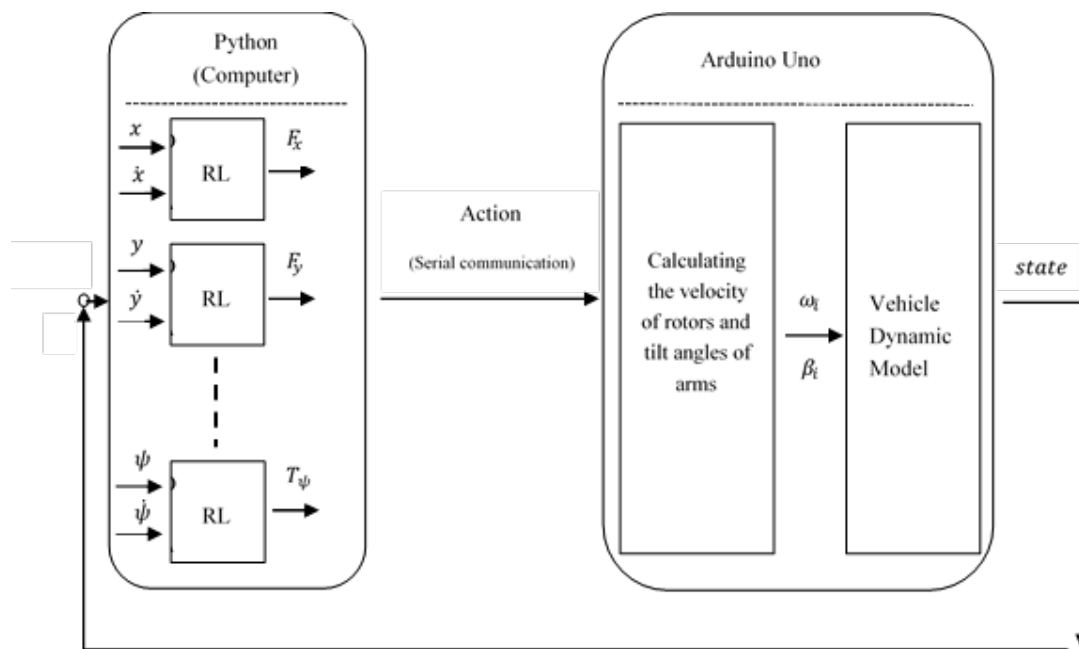 Python
(Computer)
x
ẋ
RL
Fx
y
ẏ
RL
Fy
ψ
ψ̇
RL
Tψ
Action
(Serial communication)
Arduino Uno
Calculating
the velocity
of rotors and
tilt angles of
arms
ωi
βi
Vehicle
Dynamic
Model
state